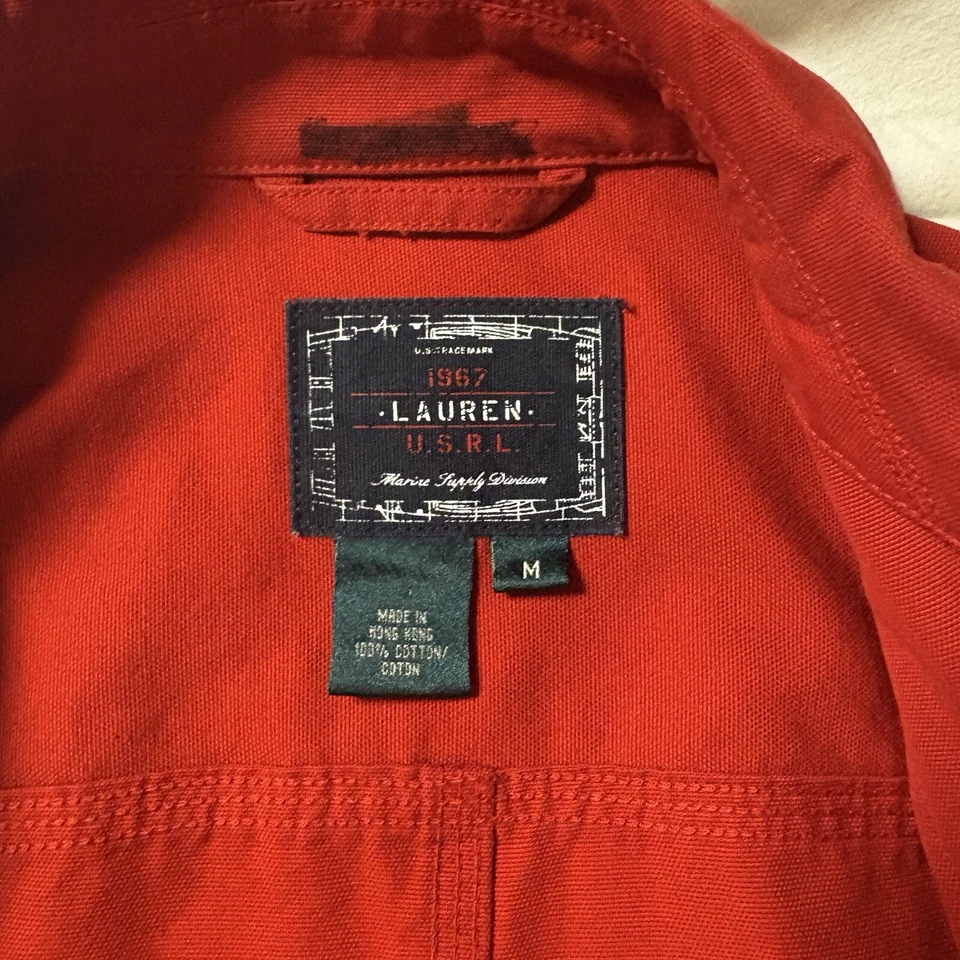 U.S. TRADEMARK
1967
·LAUREN·
U.S.R.L.
Marine Supply Division
M
MADE IN
HONG KONG
100% COTTON/
COTON